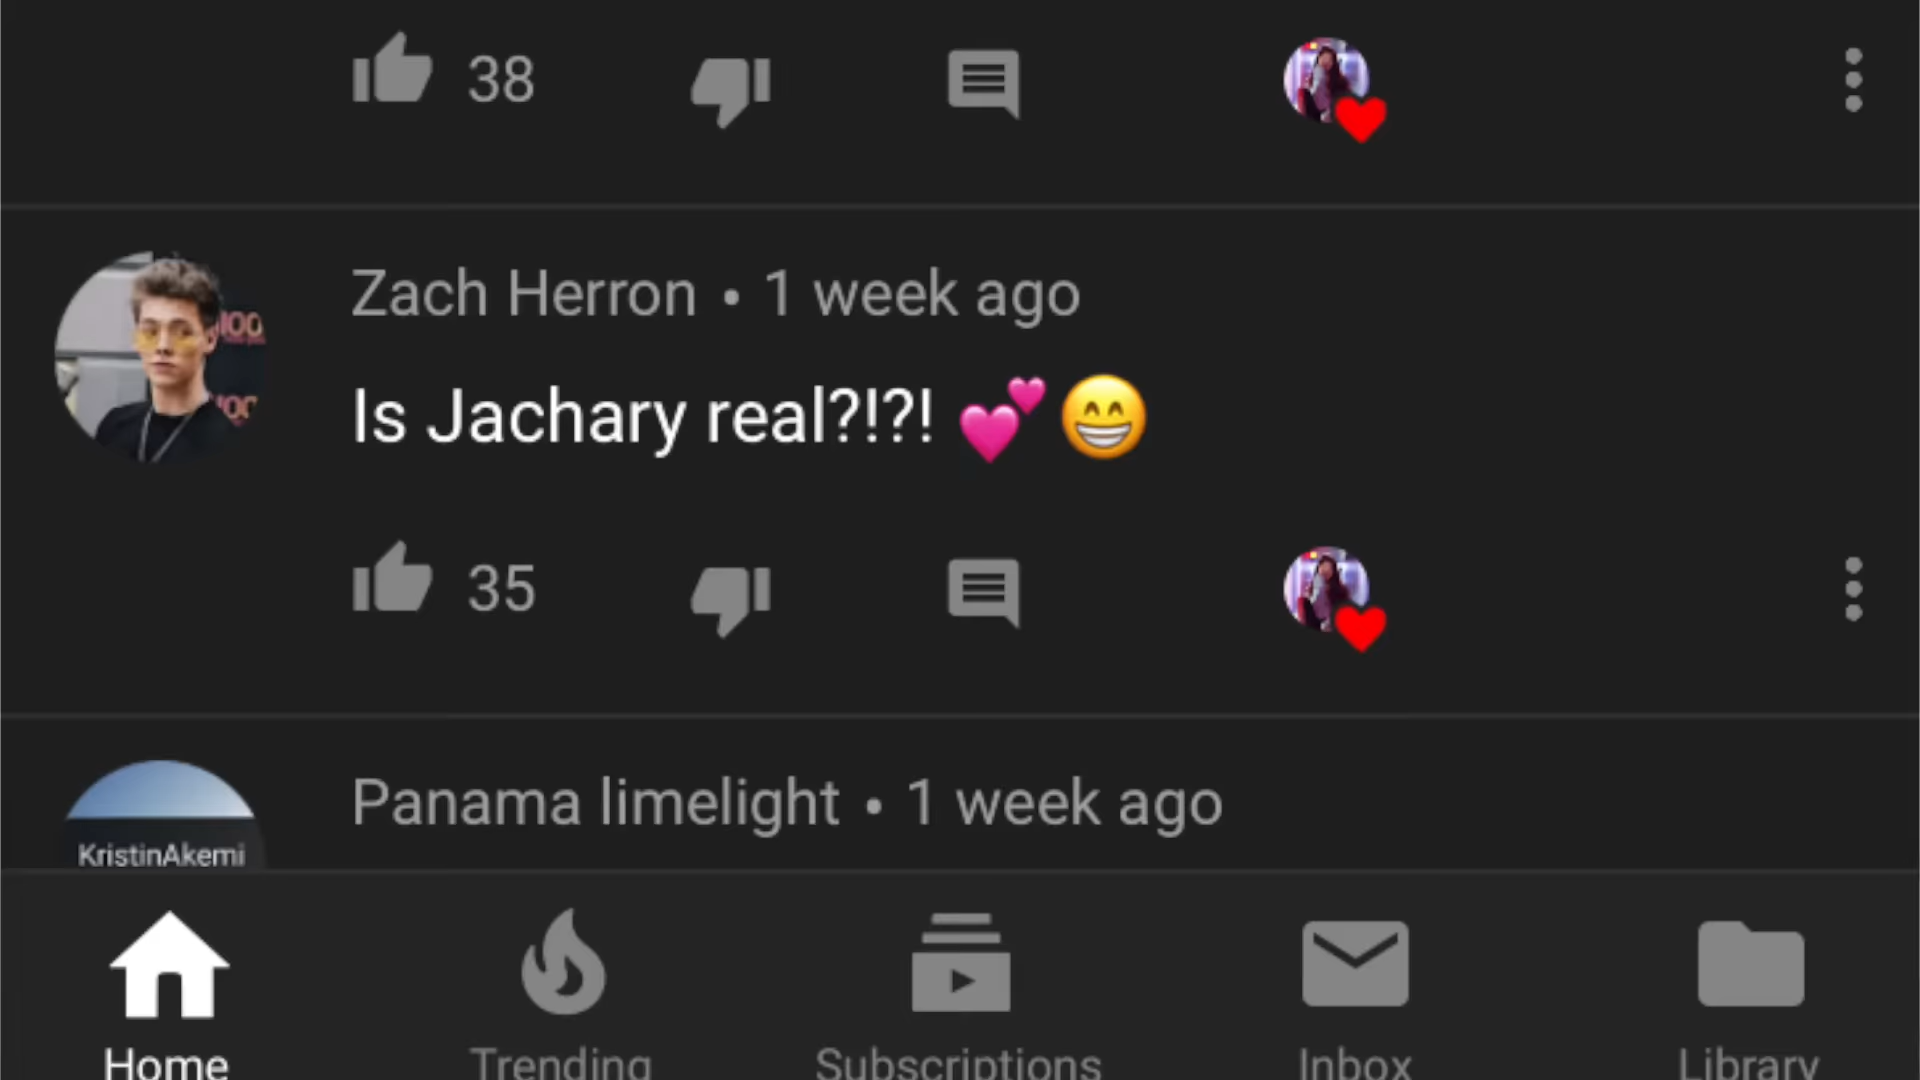 38
Zach Herron • 1 week ago
Is Jachary real?!?! 💕😁
35
Panama limelight • 1 week ago
KristinAkemi
Home
Trending
Subscriptions
Inbox
Library